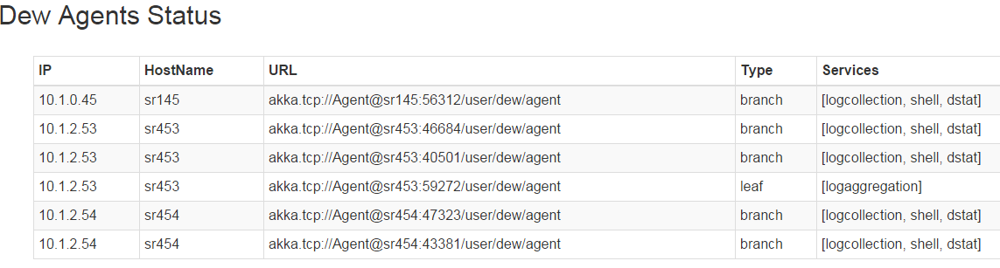 Dew Agents Status
IP HostName URL Type Services
10.1.0.45 sr145 akka.tcp://Agent@sr145:56312/user/dew/agent branch [logcollection, shell, dstat]
10.1.2.53 sr453 akka.tcp://Agent@sr453:46684/user/dew/agent branch [logcollection, shell, dstat]
10.1.2.53 sr453 akka.tcp://Agent@sr453:40501/user/dew/agent branch [logcollection, shell, dstat]
10.1.2.53 sr453 akka.tcp://Agent@sr453:59272/user/dew/agent leaf [logaggregation]
10.1.2.54 sr454 akka.tcp://Agent@sr454:47323/user/dew/agent branch [logcollection, shell, dstat]
10.1.2.54 sr454 akka.tcp://Agent@sr454:43381/user/dew/agent branch [logcollection, shell, dstat]